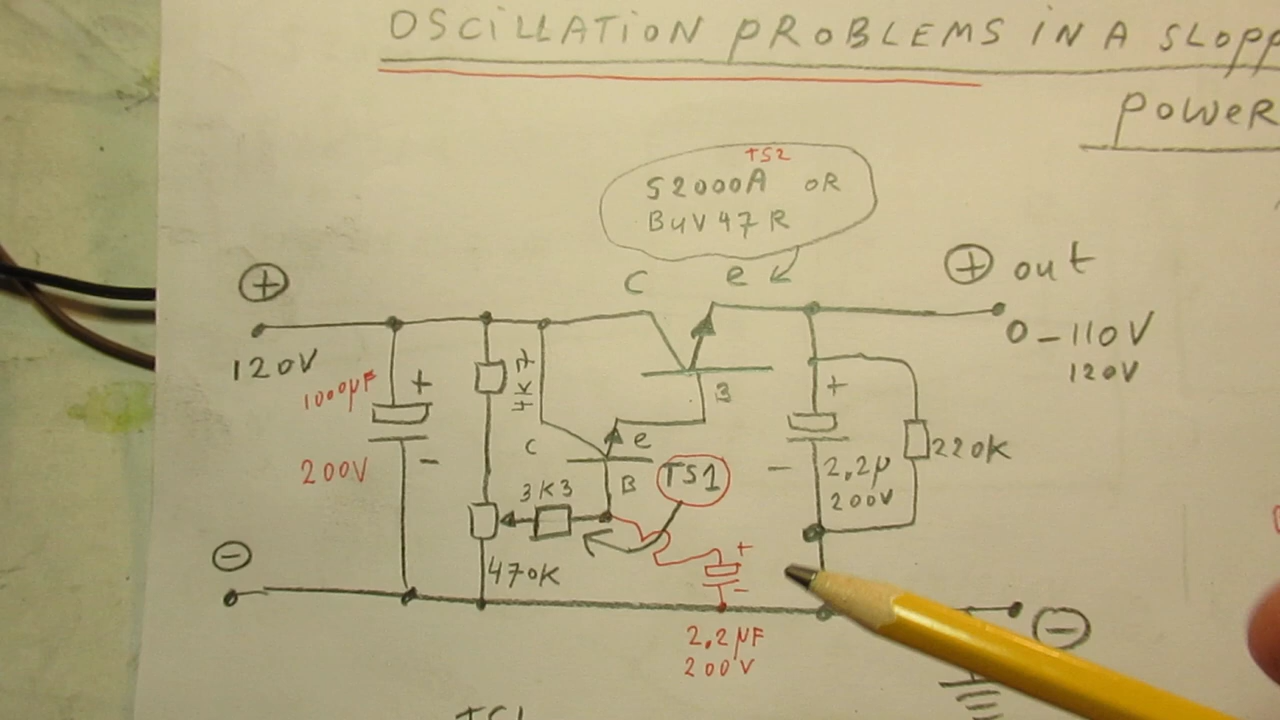 OSCILLATION PROBLEMS IN A SLOPP
POWER
TS2
S2000A OR
BUV47R
C e
+ out
+
120V
0-110V
120V
1000µF
+
200V
-
4K7
B
C e
+
220K
2,2µ
200V
-
3K3
B
TS1
470K
+
-
-
2.2µF
200V
-